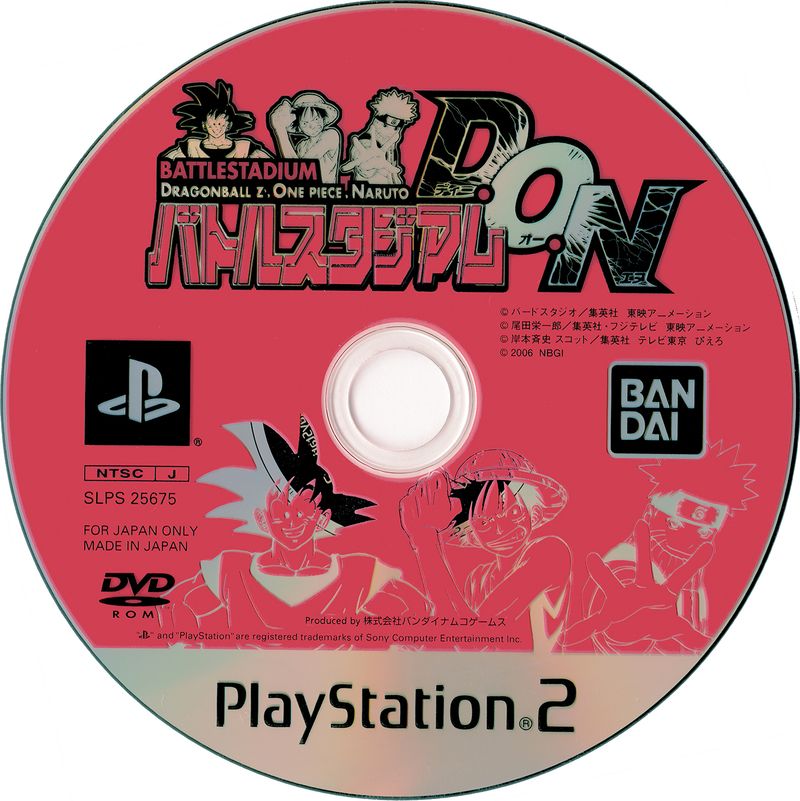 BATTLESTADIUM
DRAGONBALL Z, ONE PIECE, NARUTO
D.O.N
ディー
オー
エヌ
バトルスタジアム
© バードスタジオ／集英社　東映アニメーション
© 尾田栄一郎／集英社・フジテレビ　東映アニメーション
© 岸本斉史 スコット／集英社　テレビ東京　ぴえろ
© 2006 NBGI
BAN
DAI
®
NTSC J
SLPS 25675
FOR JAPAN ONLY
MADE IN JAPAN
DVD
ROM
Produced by 株式会社バンダイナムコゲームス
" " and "PlayStation" are registered trademarks of Sony Computer Entertainment Inc.
PlayStation®2